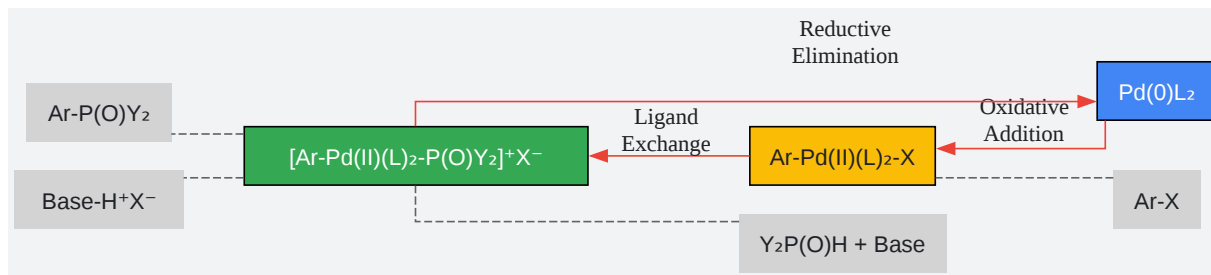 Reductive
Elimination
Pd(0)L₂
Ar-P(O)Y₂
Ligand
Exchange
Oxidative
Addition
[Ar-Pd(II)(L)₂-P(O)Y₂]⁺X⁻
Ar-Pd(II)(L)₂-X
Base-H⁺X⁻
Ar-X
Y₂P(O)H + Base